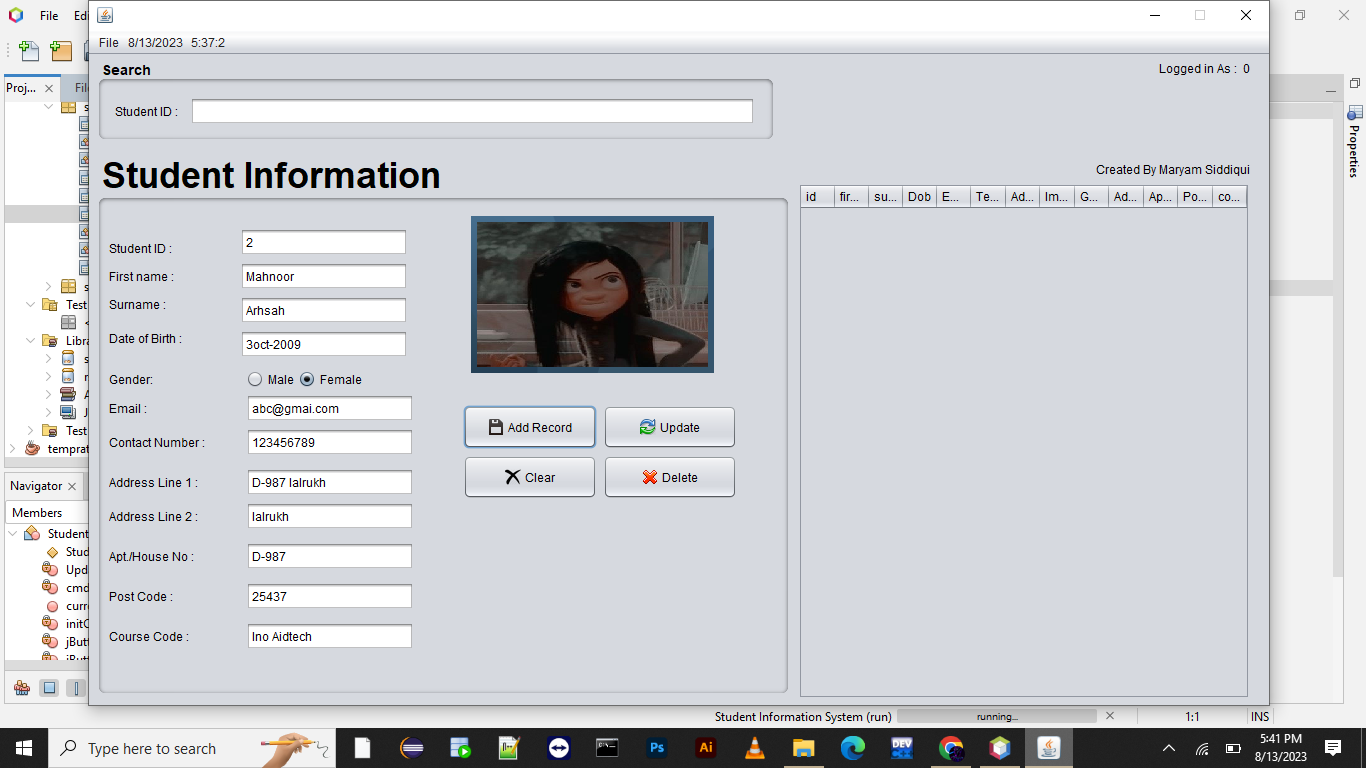 File Edi
File 8/13/2023 5:37:2
Search
Logged in As : 0
Student ID :
Proj...
Fil
Properties
Student Information
Created By Maryam Siddiqui
id fir... su... Dob E... Te... Ad... Im... G... Ad... Ap... Po... co...
Student ID : 2
First name : Mahnoor
Surname : Arhsah
Date of Birth : 3oct-2009
Gender: Male Female
Email : abc@gmai.com
Contact Number : 123456789
Address Line 1 : D-987 lalrukh
Address Line 2 : lalrukh
Apt./House No : D-987
Post Code : 25437
Course Code : Ino Aidtech
Add Record Update
Clear Delete
s
s
Test
<
Libra
s
r
A
J
Test
temprat
Navigator
Members
Student
Stud
Upd
cmd
curre
initC
jButt
jButt
Student Information System (run) running... 1:1 INS
Type here to search
Ps
Ai
DEV
5:41 PM
8/13/2023